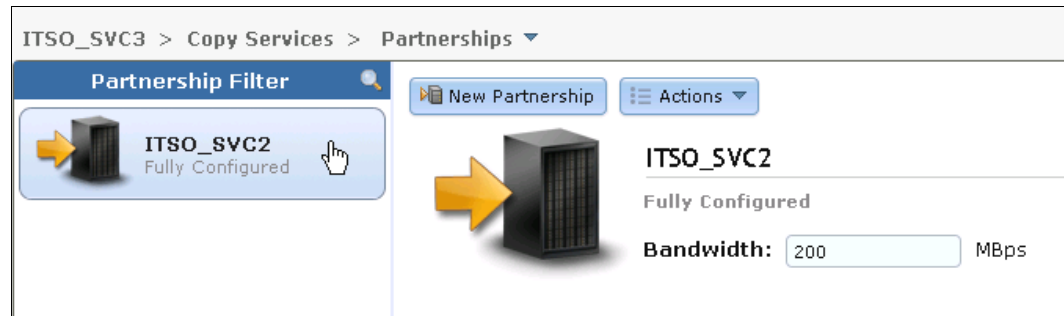 ITSO_SVC3 > Copy Services > Partnerships
Partnership Filter
ITSO_SVC2
Fully Configured
New Partnership
Actions
ITSO_SVC2
Fully Configured
Bandwidth: 200 MBps